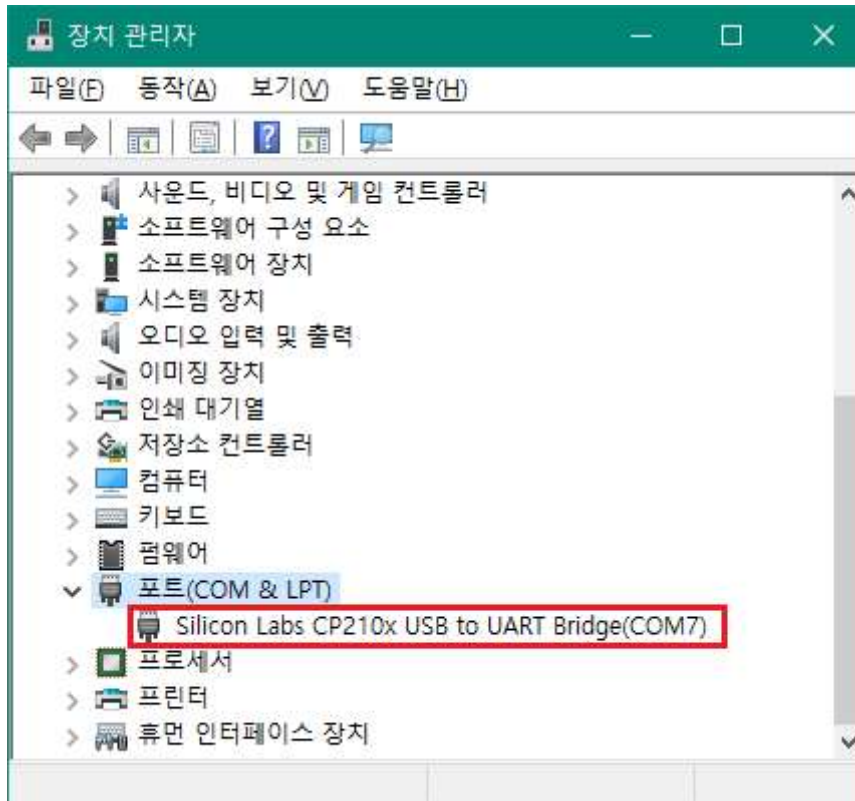 장치 관리자
파일(F) 동작(A) 보기(V) 도움말(H)
사운드, 비디오 및 게임 컨트롤러
소프트웨어 구성 요소
소프트웨어 장치
시스템 장치
오디오 입력 및 출력
이미징 장치
인쇄 대기열
저장소 컨트롤러
컴퓨터
키보드
펌웨어
포트(COM & LPT)
Silicon Labs CP210x USB to UART Bridge(COM7)
프로세서
프린터
휴먼 인터페이스 장치